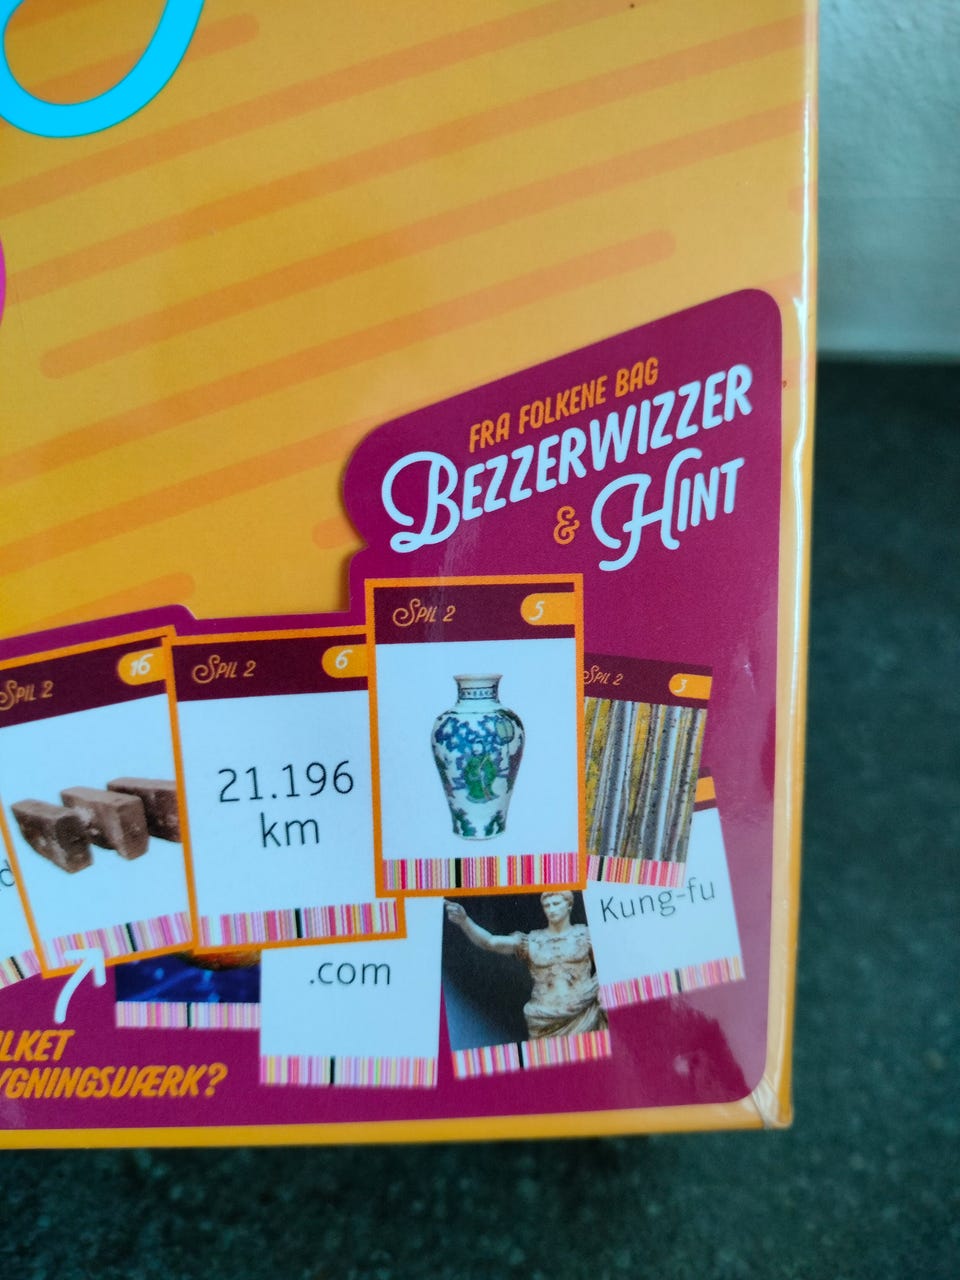 FRA FOLKENE BAG
BEZZERWIZZER
& HINT
SPIL 2 16
SPIL 2 6
21.196
km
SPIL 2 5
SPIL 2 3
Kung-fu
.com